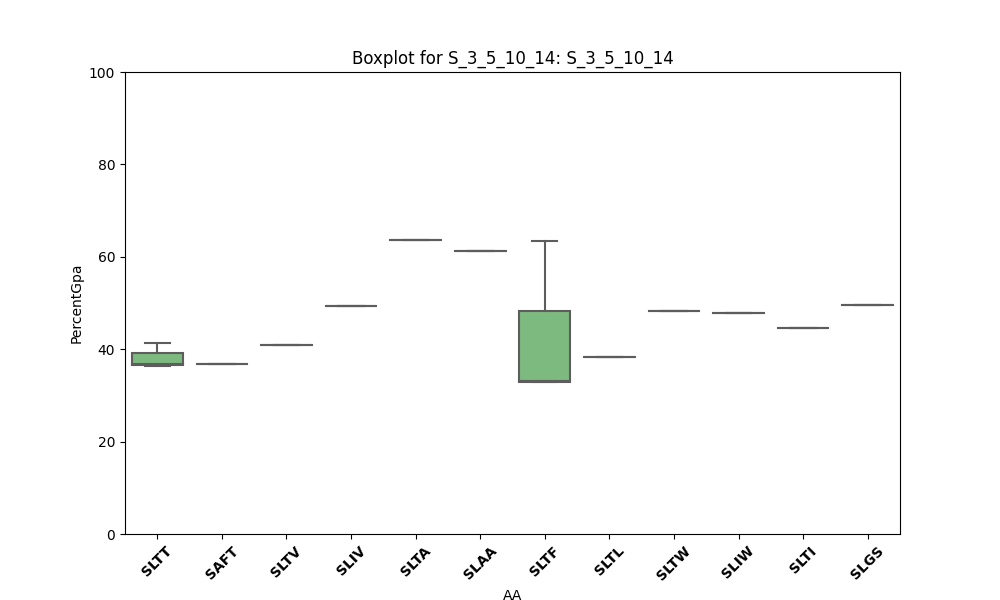 Boxplot for S_3_5_10_14: S_3_5_10_14
100
80
60
40
20
0
PercentGpa
SLTT SAFT SLTV SLIV SLTA SLAA SLTF SLTL SLTW SLIW SLTI SLGS
AA